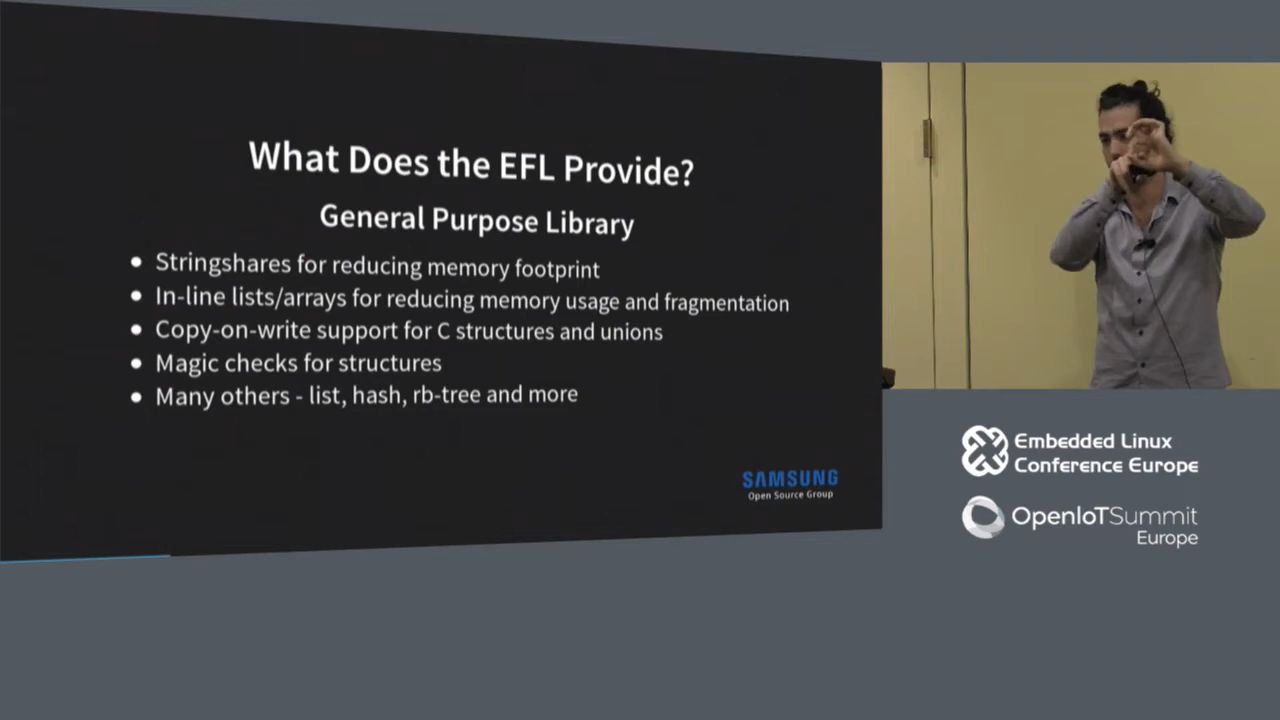 What Does the EFL Provide?
General Purpose Library
• Stringshares for reducing memory footprint
• In-line lists/arrays for reducing memory usage and fragmentation
• Copy-on-write support for C structures and unions
• Magic checks for structures
• Many others - list, hash, rb-tree and more
SAMSUNG
Open Source Group
Embedded Linux
Conference Europe
OpenIoTSummit
Europe